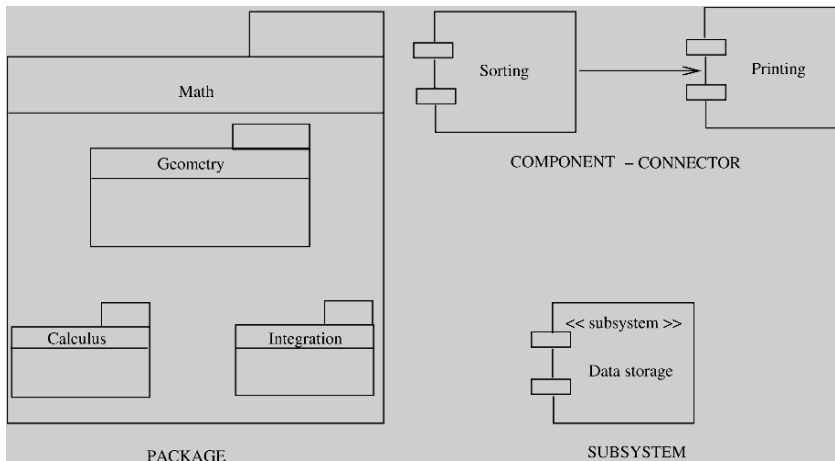 Math
Geometry
Calculus
Integration
PACKAGE
Sorting
Printing
COMPONENT – CONNECTOR
<< subsystem >>
Data storage
SUBSYSTEM